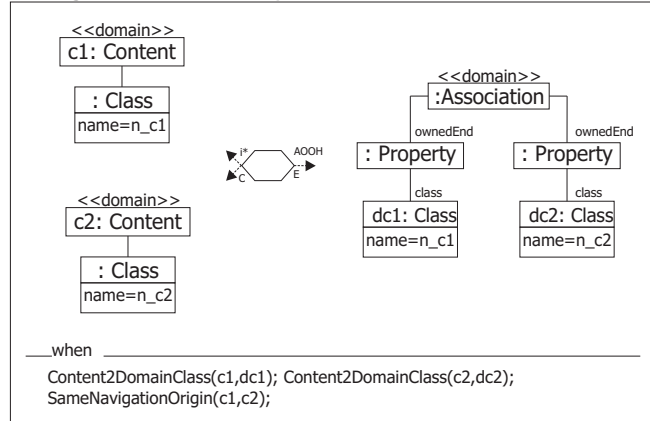 <<domain>>
c1: Content
: Class
name=n_c1
<<domain>>
c2: Content
: Class
name=n_c2
i*
C
AOOH
E
<<domain>>
:Association
ownedEnd
ownedEnd
: Property
: Property
class
class
dc1: Class
dc2: Class
name=n_c1
name=n_c2
when
Content2DomainClass(c1,dc1); Content2DomainClass(c2,dc2);
SameNavigationOrigin(c1,c2);